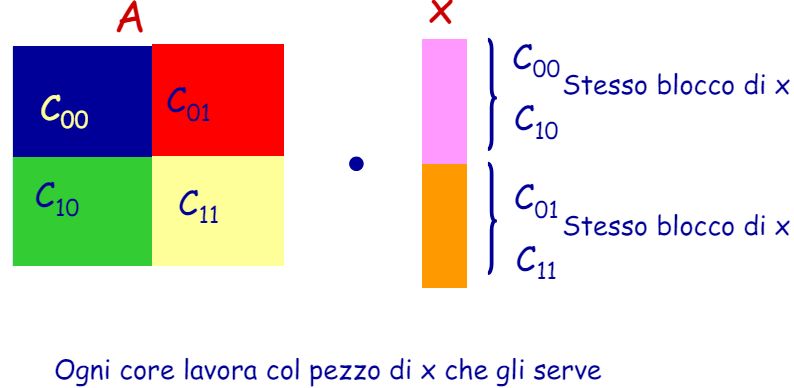 A x
C00 C01
C10 C11
•
C00
Stesso blocco di x
C10
C01
Stesso blocco di x
C11
Ogni core lavora col pezzo di x che gli serve